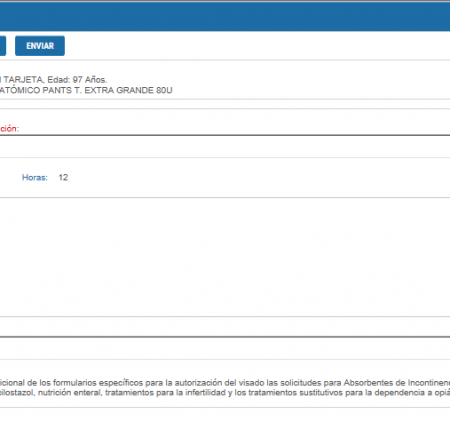 ENVIAR
TARJETA, Edad: 97 Años.
ATÓMICO PANTS T. EXTRA GRANDE 80U
ción:
Horas: 12
icional de los formularios específicos para la autorización del visado las solicitudes para Absorbentes de Incontinen
ilostazol, nutrición enteral, tratamientos para la infertilidad y los tratamientos sustitutivos para la dependencia a opiá